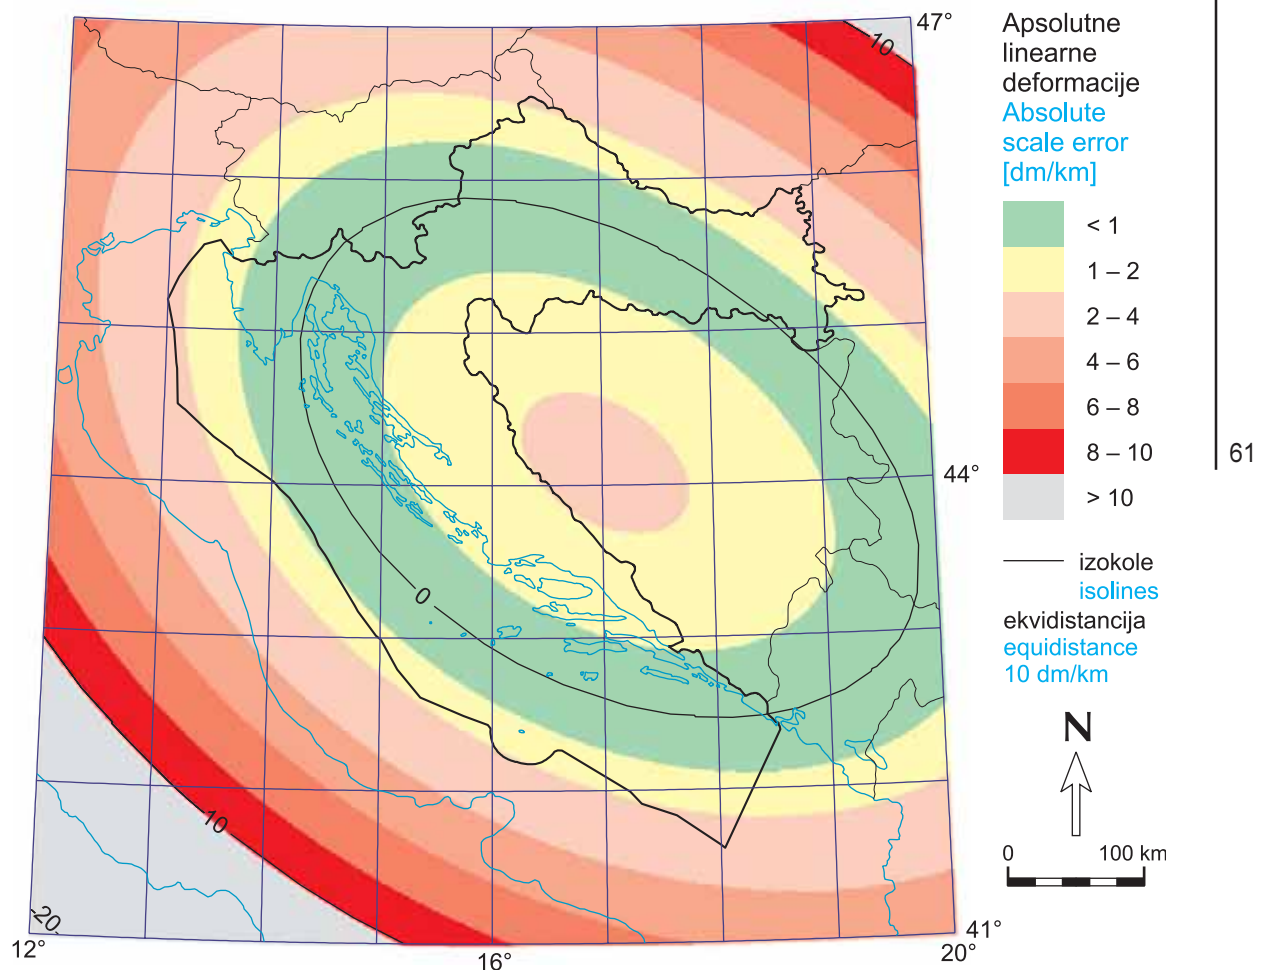 47°
10
Apsolutne
linearne
deformacije
Absolute
scale error
[dm/km]
< 1
1 – 2
2 – 4
4 – 6
6 – 8
8 – 10
> 10
61
44°
izokole
isolines
ekvidistancija
equidistance
10 dm/km
0
N
0 100 km
10
20
12°
16°
20°
41°